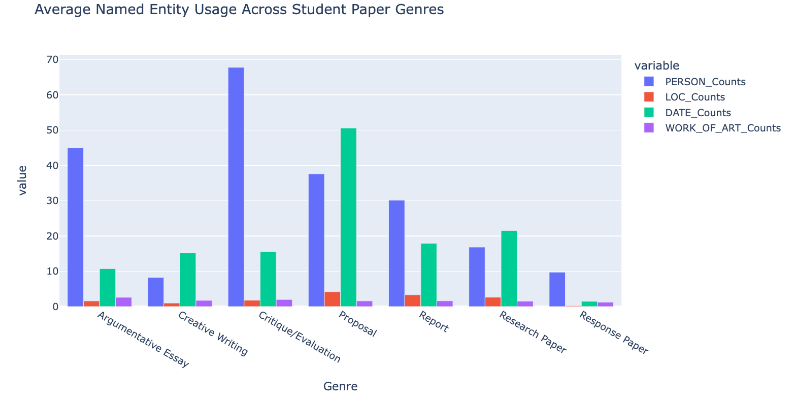 Average Named Entity Usage Across Student Paper Genres
variable
PERSON_Counts
LOC_Counts
DATE_Counts
WORK_OF_ART_Counts
value
70
60
50
40
30
20
10
0
Argumentative Essay
Creative Writing
Critique/Evaluation
Proposal
Report
Research Paper
Response Paper
Genre